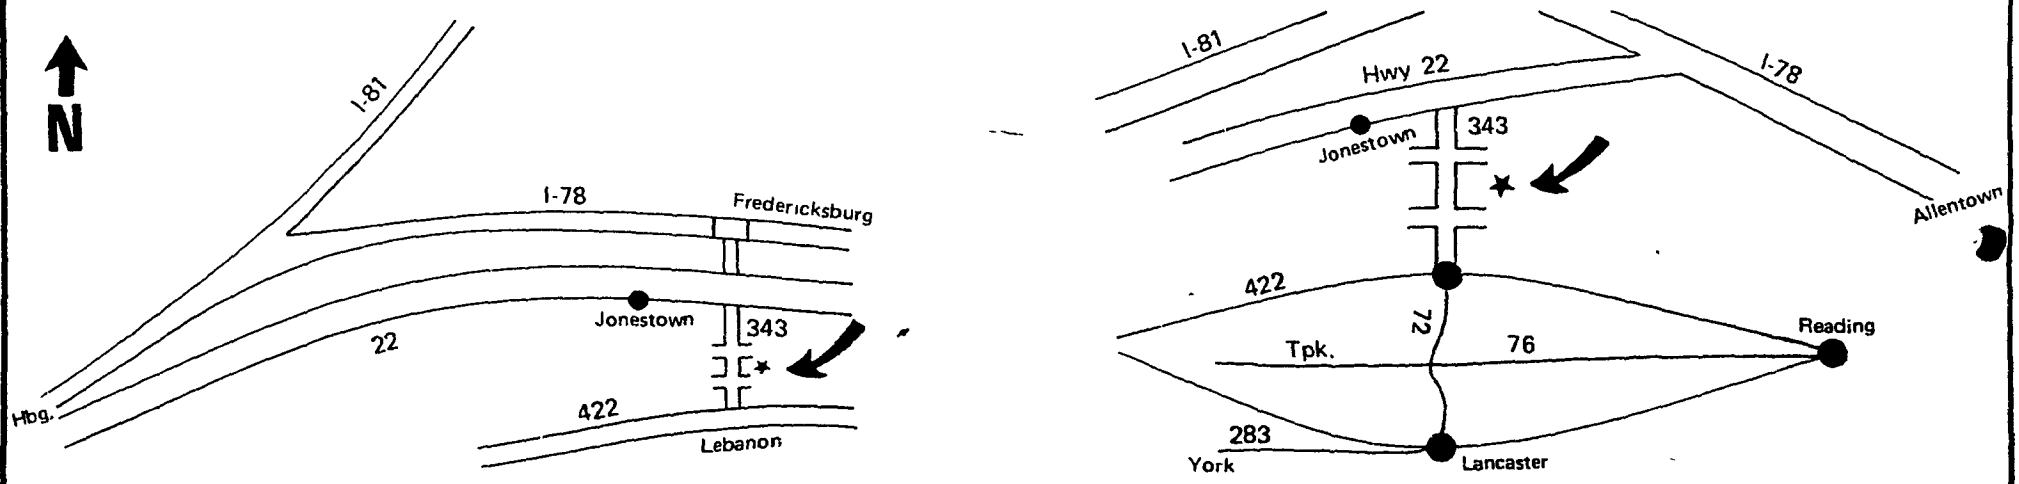 N
I-81
I-78
Fredericksburg
Jonestown
343
22
Hbg.
422
Lebanon
I-81
Hwy 22
I-78
Jonestown
343
Allentown
422
72
Reading
Tpk.
76
283
York
Lancaster